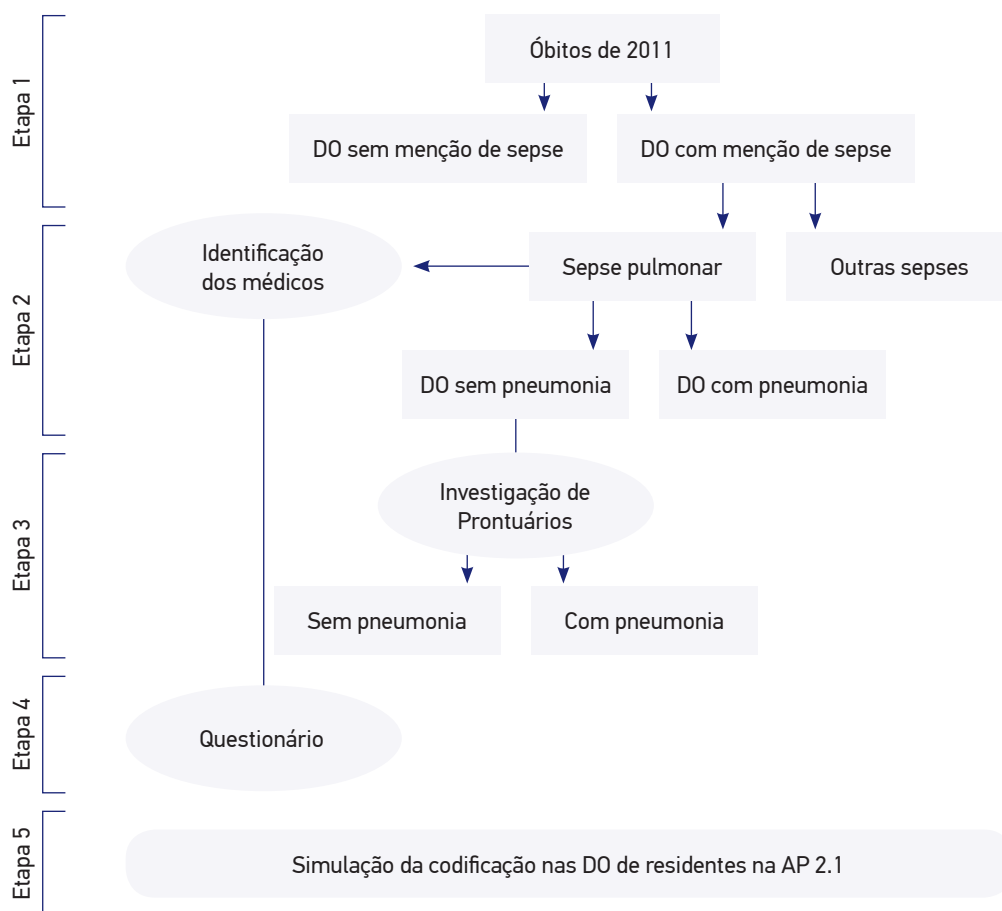 Etapa 1
Óbitos de 2011
DO sem menção de sepse
DO com menção de sepse
Etapa 2
Identificação
dos médicos
Sepse pulmonar
Outras sepses
DO sem pneumonia
DO com pneumonia
Etapa 3
Investigação de
Prontuários
Sem pneumonia
Com pneumonia
Etapa 4
Questionário
Etapa 5
Simulação da codificação nas DO de residentes na AP 2.1